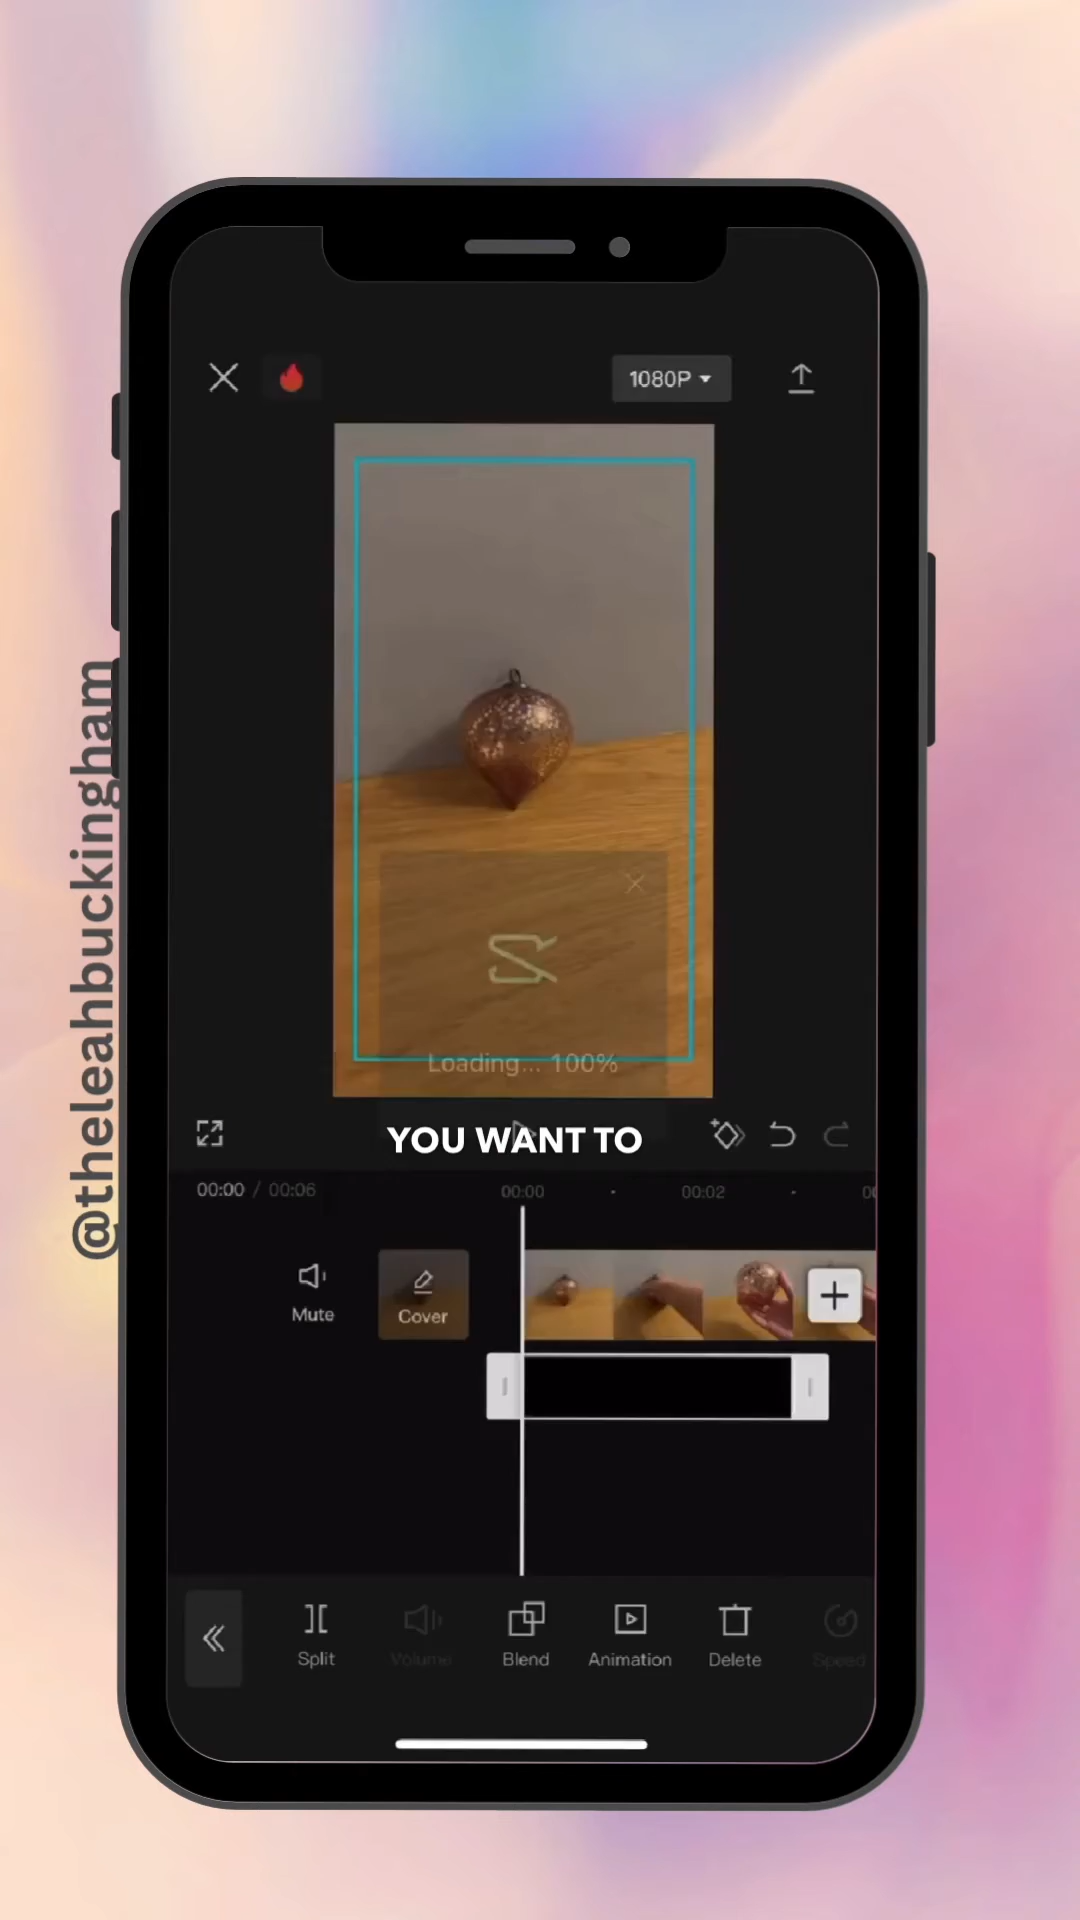 1080P
Loading... 100%
YOU WANT TO
00:00 / 00:06
00:00
00:02
Mute
Cover
Split
Volume
Blend
Animation
Delete
Speed
@theleahbuckingham